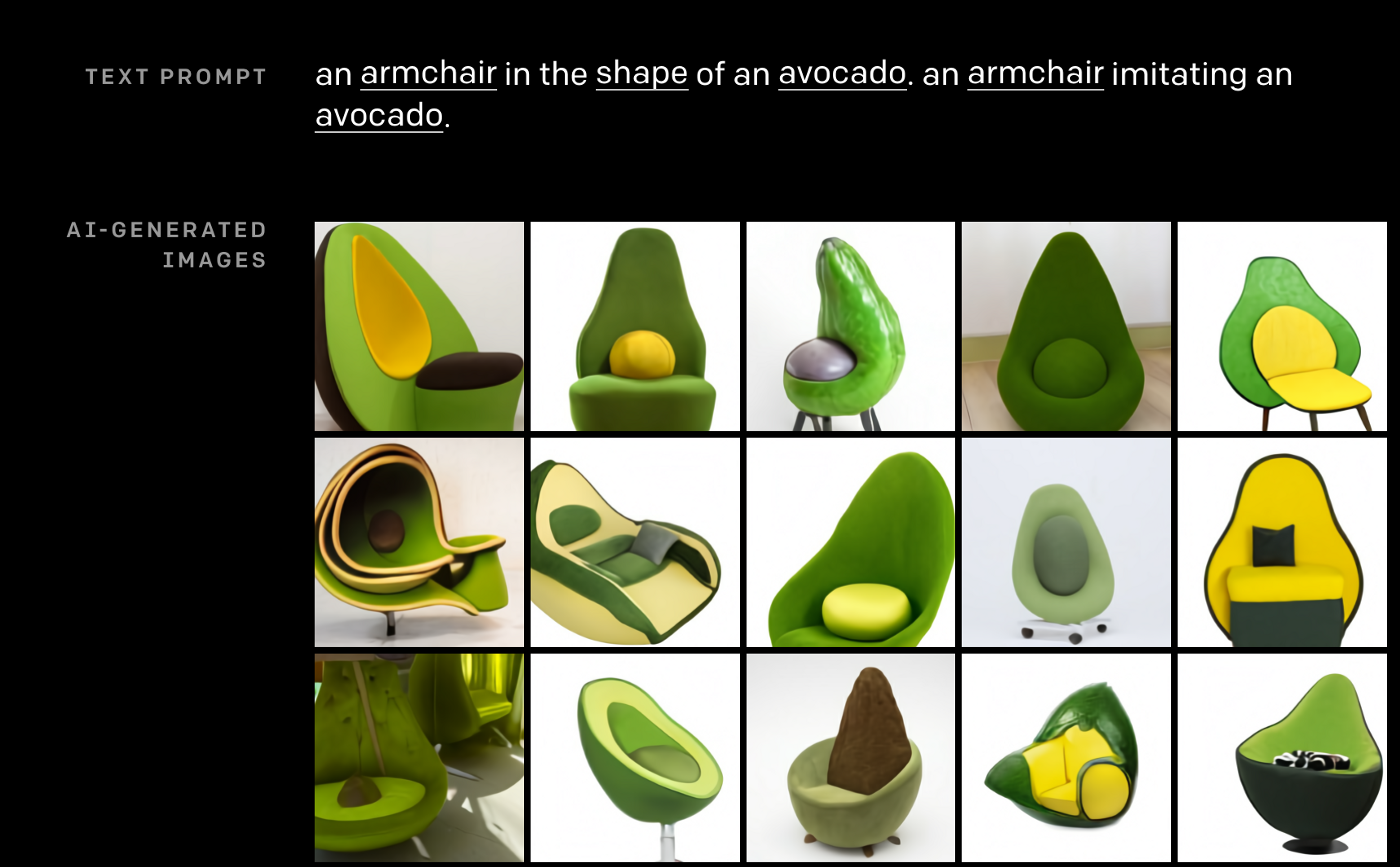 TEXT PROMPT
an armchair in the shape of an avocado. an armchair imitating an
avocado.
AI-GENERATED
IMAGES